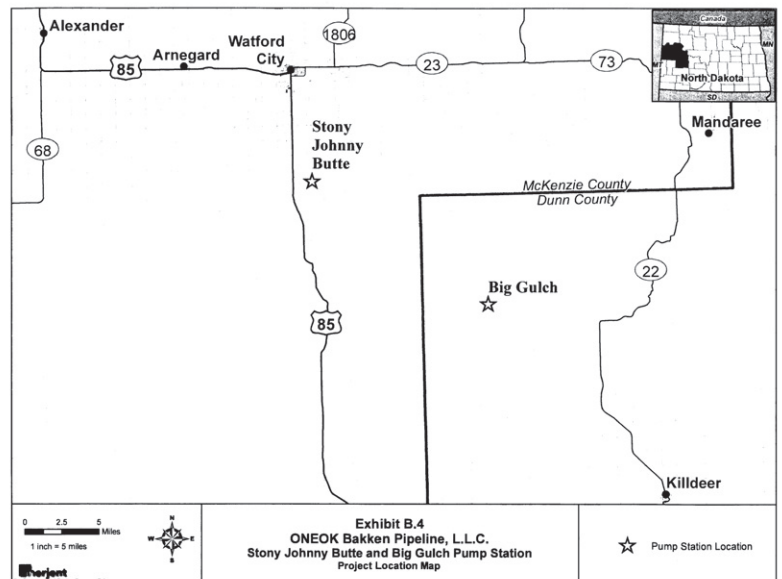 Canada
MT
MN
North Dakota
SD
Alexander
Arnegard
Watford
City
1806
85
23
73
Mandaree
68
Stony
Johnny
Butte
McKenzie County
Dunn County
22
Big Gulch
85
Killdeer
0 2.5 5
Miles
1 inch = 5 miles
N
W E
S
Exhibit B.4
ONEOK Bakken Pipeline, L.L.C.
Stony Johnny Butte and Big Gulch Pump Station
Project Location Map
Pump Station Location